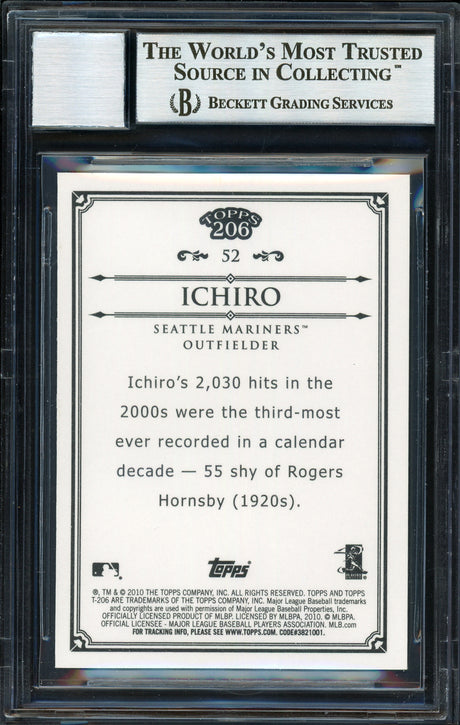 THE WORLD'S MOST TRUSTED
SOURCE IN COLLECTING™
B BECKETT GRADING SERVICES
TOPPS
206
52
ICHIRO
SEATTLE MARINERS™
OUTFIELDER
Ichiro's 2,030 hits in the
2000s were the third-most
ever recorded in a calendar
decade — 55 shy of Rogers
Hornsby (1920s).
Topps
®, TM & © 2010 THE TOPPS COMPANY, INC. ALL RIGHTS RESERVED. TOPPS AND TOPPS
T-206 ARE TRADEMARKS OF THE TOPPS COMPANY, INC. Major League Baseball trademarks
and copyrights are used with permission of Major League Baseball Properties, Inc.
OFFICIALLY LICENSED PRODUCT OF MLBP. LICENSED BY MLBPA, 2010. © MLBPA.
OFFICIAL LICENSEE - MAJOR LEAGUE BASEBALL PLAYERS ASSOCIATION. MLB.com
FOR TRACKING INFO, PLEASE SEE WWW.TOPPS.COM. CODE#3821001.